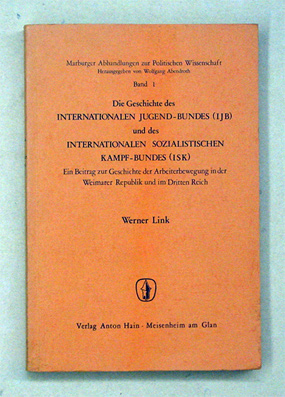 Marburger Abhandlungen zur Politischen Wissenschaft
Herausgegeben von Wolfgang Abendroth
Band 1
Die Geschichte des
INTERNATIONALEN JUGEND-BUNDES (IJB)
und des
INTERNATIONALEN SOZIALISTISCHEN
KAMPF-BUNDES (ISK)
Ein Beitrag zur Geschichte der Arbeiterbewegung in der
Weimarer Republik und im Dritten Reich
Werner Link
Verlag Anton Hain · Meisenheim am Glan